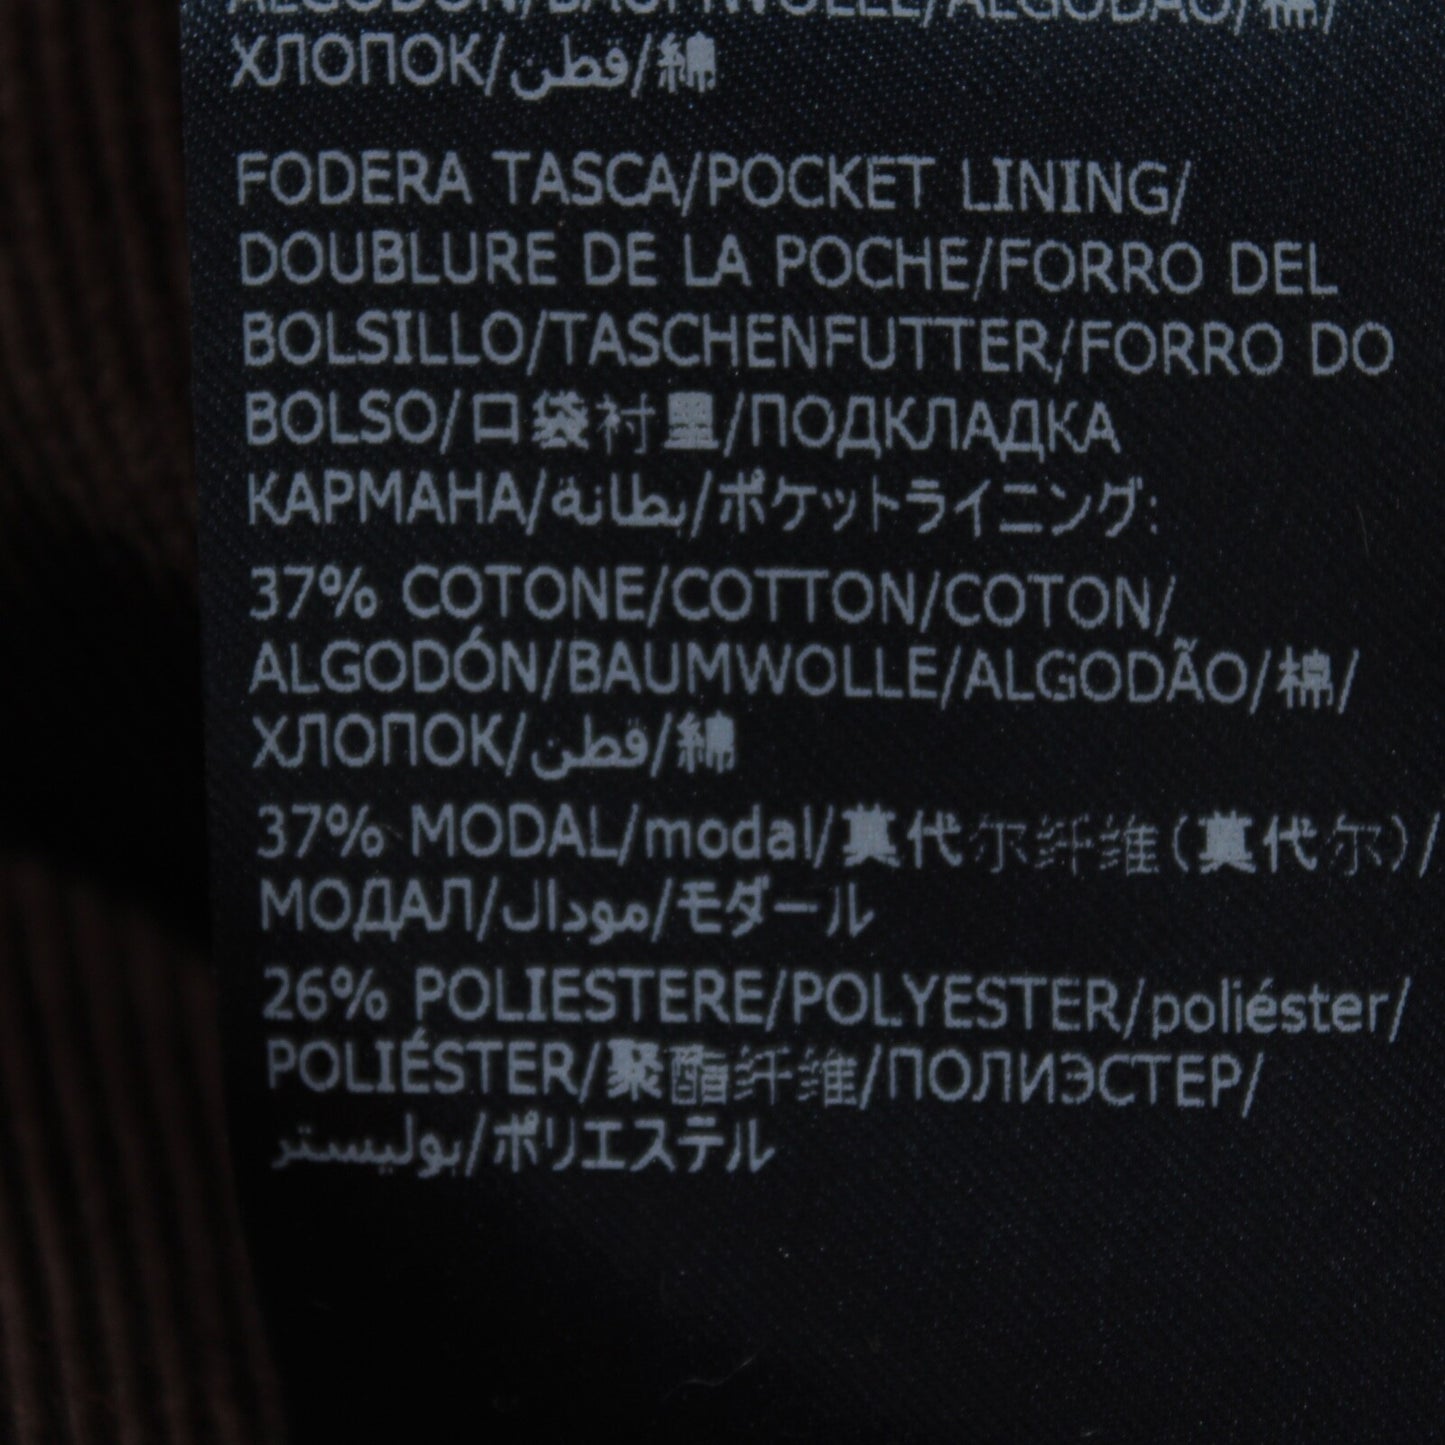 ALGODÓN/BAUMWOLLE/ALGODÃO/棉/
ХЛОПОК/قطن/綿
FODERA TASCA/POCKET LINING/
DOUBLURE DE LA POCHE/FORRO DEL
BOLSILLO/TASCHENFUTTER/FORRO DO
BOLSO/口袋衬里/ПОДКЛАДКА
КАРМАНА/بطانة/ポケットライニング:
37% COTONE/COTTON/COTON/
ALGODÓN/BAUMWOLLE/ALGODÃO/棉/
ХЛОПОК/قطن/綿
37% MODAL/modal/莫代尔纤维(莫代尔)/
МОДАЛ/مودال/モダール
26% POLIESTERE/POLYESTER/poliéster/
POLIÉSTER/聚酯纤维/ПОЛИЭСТЕР/
بوليستر/ポリエステル